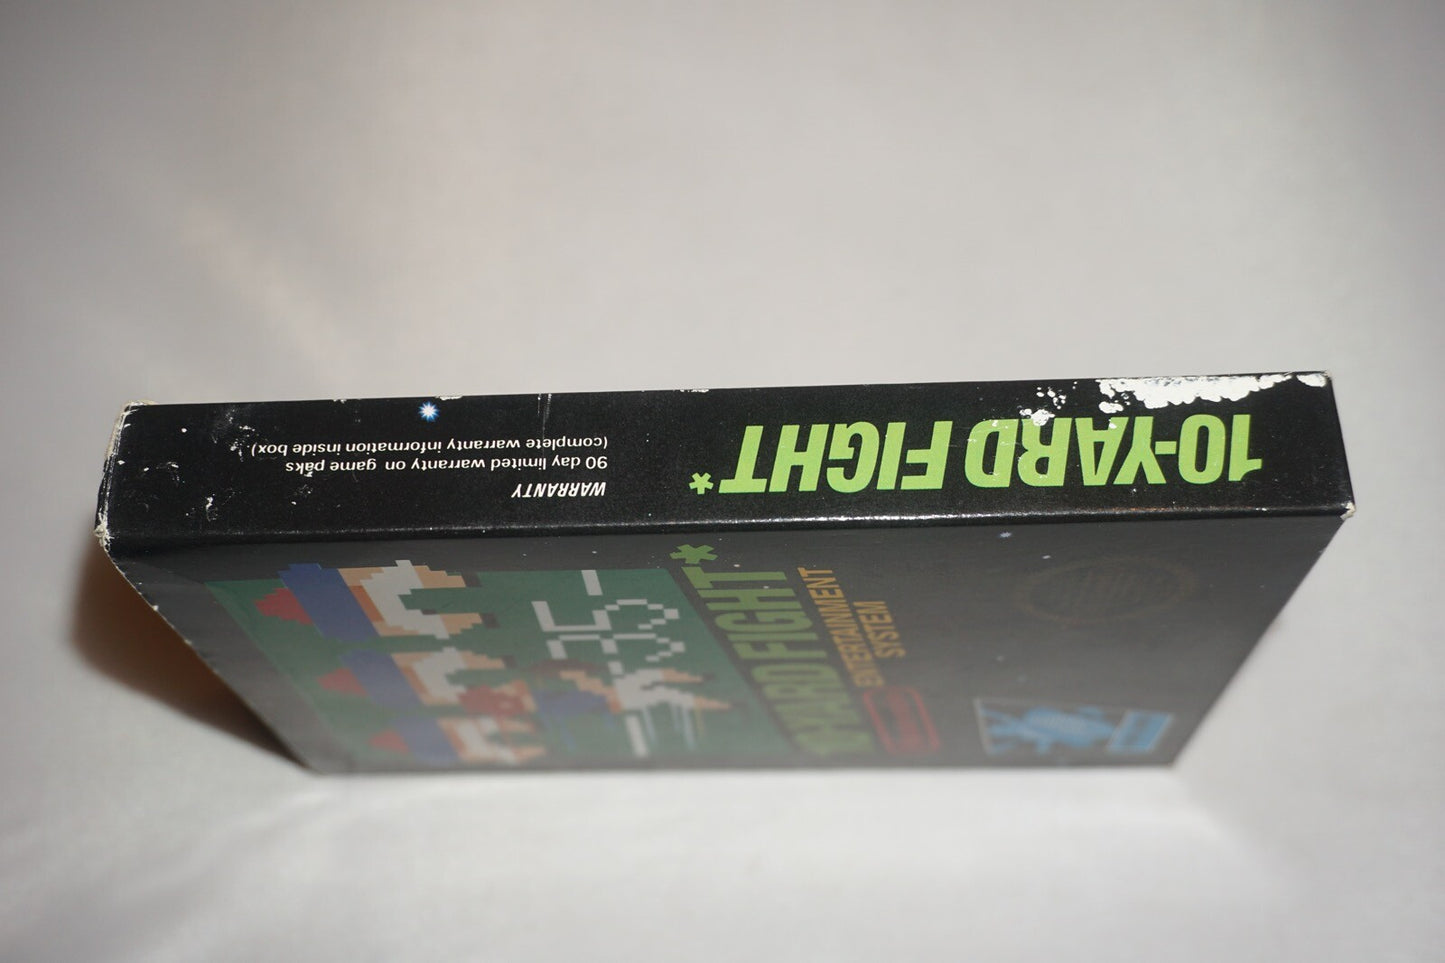 10-YARD FIGHT*
WARRANTY
90 day limited warranty on game paks
(complete warranty information inside box).
10-YARD FIGHT*
ENTERTAINMENT
SYSTEM